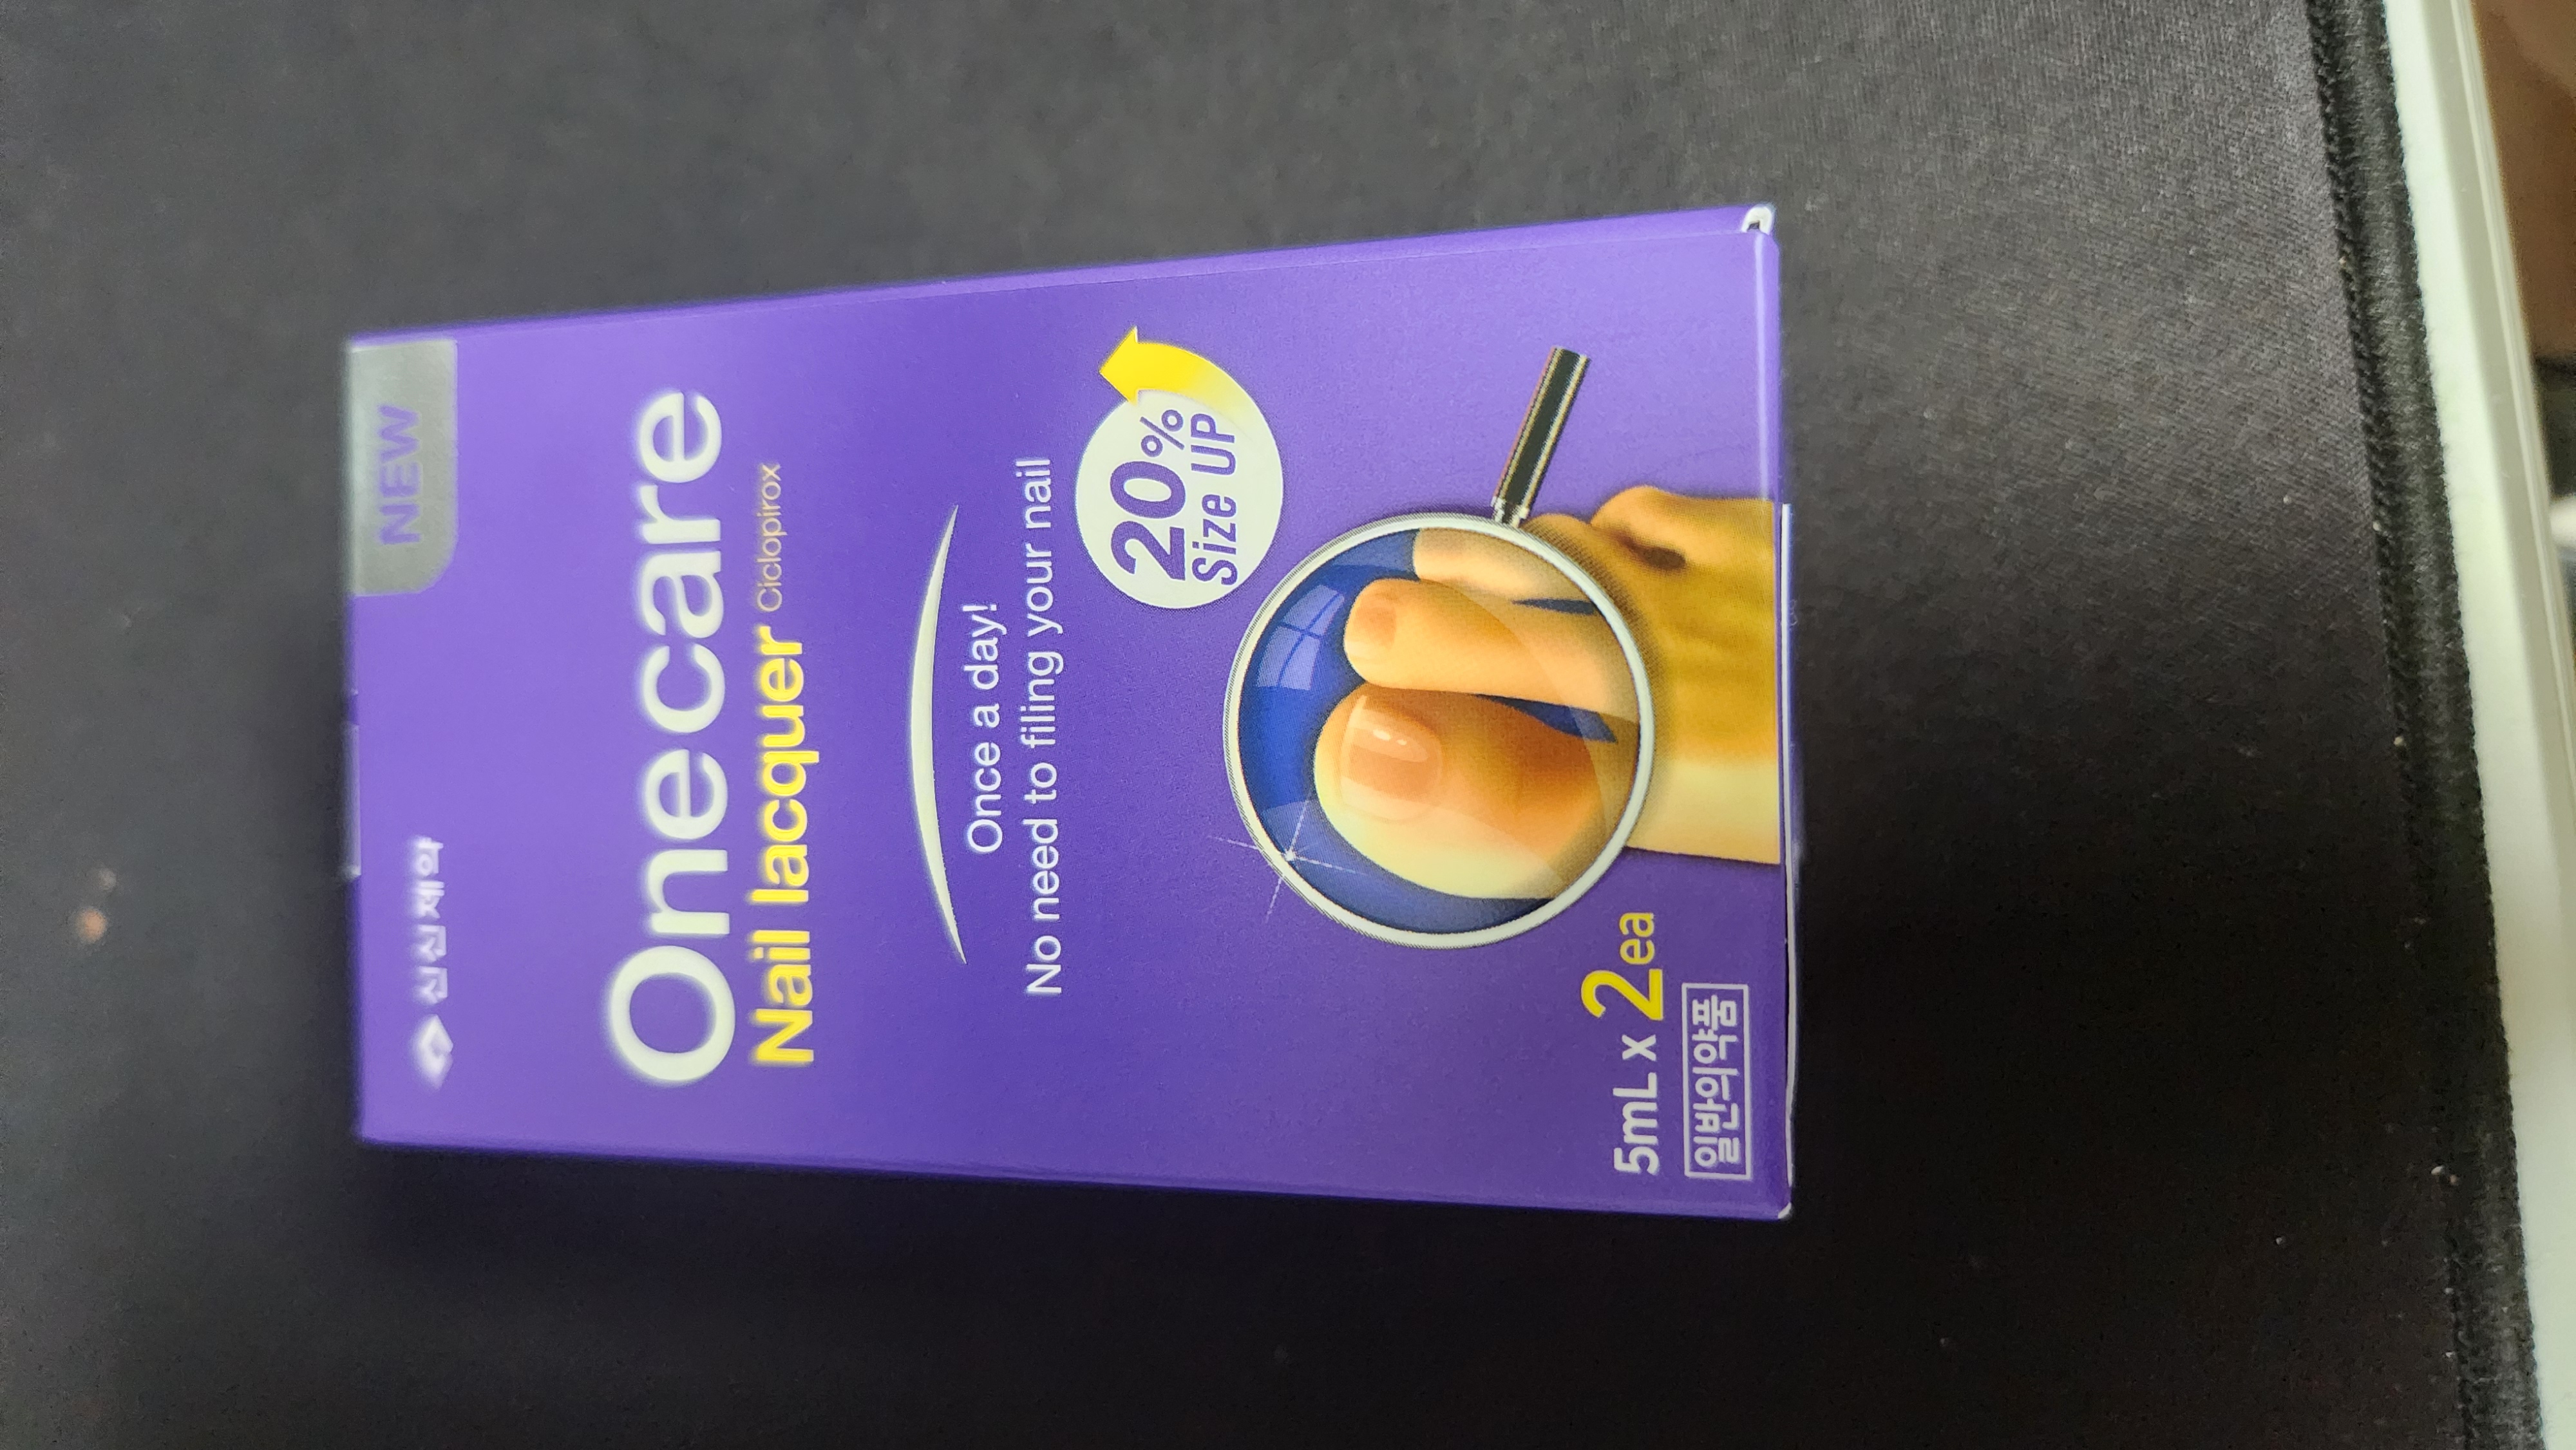 신신제약
NEW
Onecare
Nail lacquer Ciclopirox
Once a day!
No need to filing your nail
20%
Size UP
5mL x 2ea
일반의약품